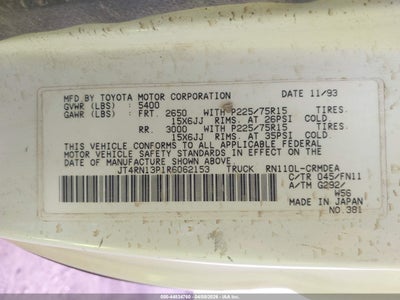 MFD BY TOYOTA MOTOR CORPORATION DATE 11/93
GVWR (LBS) : 5400
GAWR (LBS) : FRT. 2650 WITH P225/75R15 TIRES,
15X6JJ RIMS, AT 26PSI COLD
RR. 3000 WITH P225/75R15 TIRES,
15X6JJ RIMS, AT 35PSI COLD
THIS VEHICLE CONFORMS TO ALL APPLICABLE FEDERAL
MOTOR VEHICLE SAFETY STANDARDS IN EFFECT ON THE
DATE OF MANUFACTURE SHOWN ABOVE.
JT4RN13P1R6062153 TRUCK RN110L-CRMDEA
C/TR 045/FN11
A/TM G292/
W56
MADE IN JAPAN
NO. 381